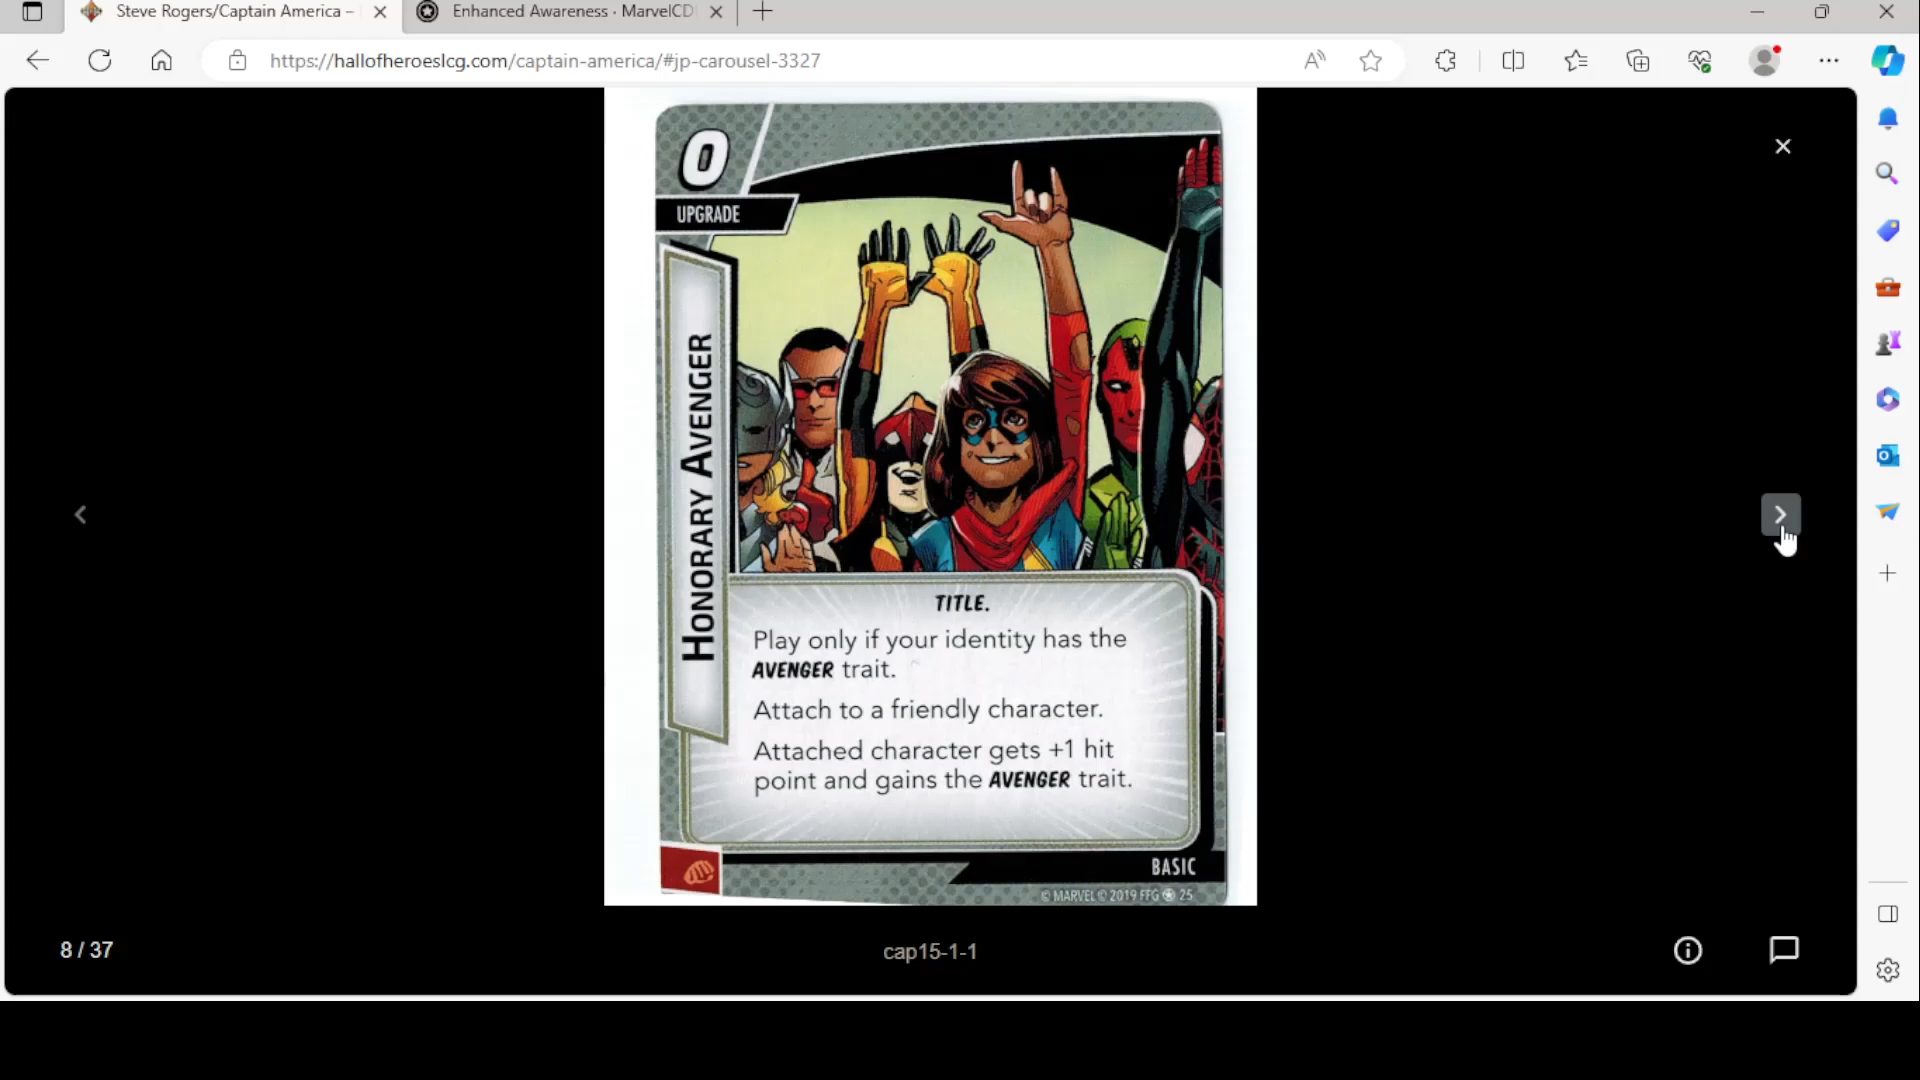 Steve Rogers/Captain America –
Enhanced Awareness · MarvelCD
https://hallofheroeslcg.com/captain-america/#jp-carousel-3327
0
UPGRADE
HONORARY AVENGER
TITLE.
Play only if your identity has the
AVENGER trait.
Attach to a friendly character.
Attached character gets +1 hit
point and gains the AVENGER trait.
BASIC
© MARVEL © 2019 FFG 25
8 / 37
cap15-1-1